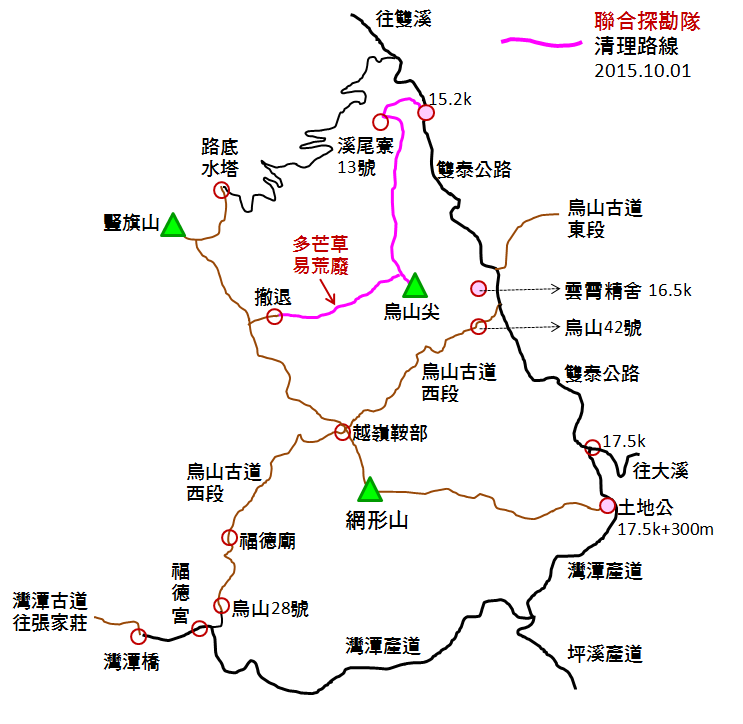 往雙溪
聯合探勘隊
清理路線
2015.10.01
15.2k
溪尾寮
13號
路底
水塔
雙泰公路
豎旗山
烏山古道
東段
多芒草
易荒廢
撤退
烏山尖
雲霄精舍 16.5k
烏山42號
烏山古道
西段
雙泰公路
越嶺鞍部
17.5k
往大溪
烏山古道
西段
網形山
土地公
17.5k+300m
福德廟
灣潭產道
福
德
宮
灣潭古道
往張家莊
烏山28號
灣潭橋
灣潭產道
坪溪產道